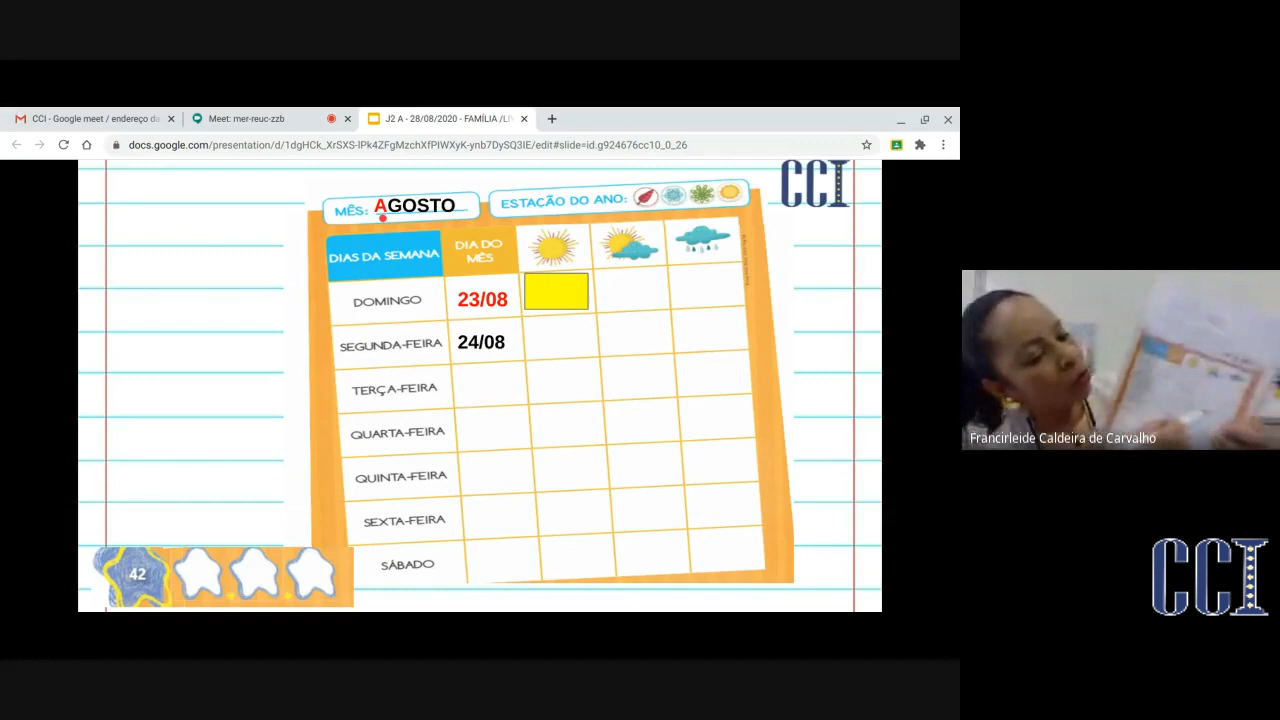 CCI - Google meet / endereço da
Meet: mer-reuc-zzb
J2 A - 28/08/2020 - FAMÍLIA /LI
docs.google.com/presentation/d/1dgHCk_XrSXS-lPk4ZFgMzchXfPIWXyK-ynb7DySQ3IE/edit#slide=id.g924676cc10_0_26
CCI
MÊS: AGOSTO
ESTAÇÃO DO ANO:
DIAS DA SEMANA
DIA DO
MÊS
DOMINGO 23/08
SEGUNDA-FEIRA 24/08
TERÇA-FEIRA
QUARTA-FEIRA
QUINTA-FEIRA
SEXTA-FEIRA
SÁBADO
42
Francirleide Caldeira de Carvalho
CCI